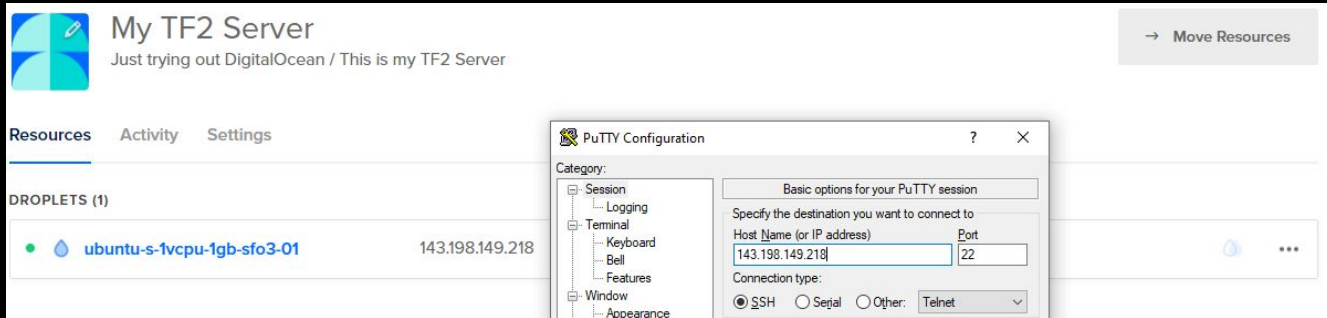 My TF2 Server
Just trying out DigitalOcean / This is my TF2 Server
→ Move Resources
Resources Activity Settings
DROPLETS (1)
ubuntu-s-1vcpu-1gb-sfo3-01 143.198.149.218
PuTTY Configuration ? X
Category:
Session
Logging
Terminal
Keyboard
Bell
Features
Window
Appearance
Basic options for your PuTTY session
Specify the destination you want to connect to
Host Name (or IP address) Port
143.198.149.218 22
Connection type:
SSH Serial Other: Telnet